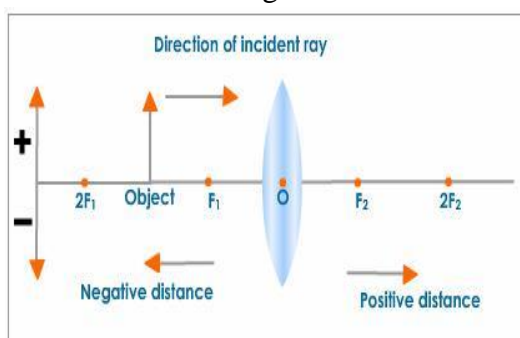 Direction of incident ray
+
2F₁ Object F₁ O F₂ 2F₂
−
Negative distance Positive distance